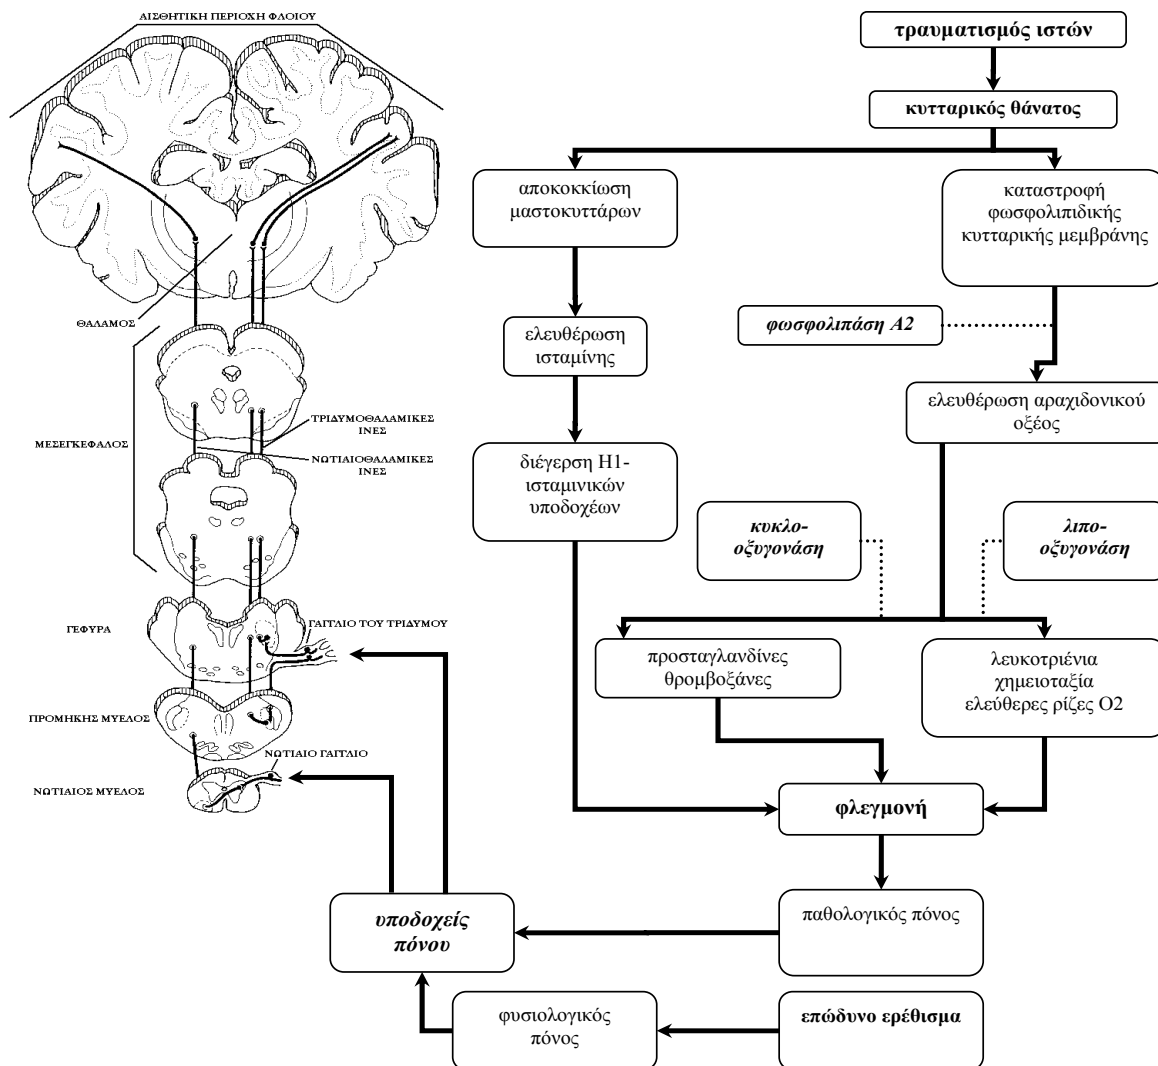 ΑΙΣΘΗΤΙΚΗ ΠΕΡΙΟΧΗ ΦΛΟΙΟΥ
ΘΑΛΑΜΟΣ
ΜΕΣΕΓΚΕΦΑΛΟΣ
ΤΡΙΔΥΜΟΘΑΛΑΜΙΚΕΣ
ΙΝΕΣ
ΝΩΤΙΑΙΟΘΑΛΑΜΙΚΕΣ
ΙΝΕΣ
ΓΕΦΥΡΑ
ΓΑΓΓΛΙΟ ΤΟΥ ΤΡΙΔΥΜΟΥ
ΠΡΟΜΗΚΗΣ ΜΥΕΛΟΣ
ΝΩΤΙΑΙΟ ΓΑΓΓΛΙΟ
ΝΩΤΙΑΙΟΣ ΜΥΕΛΟΣ
τραυματισμός ιστών
κυτταρικός θάνατος
αποκοκκίωση
μαστοκυττάρων
καταστροφή
φωσφολιπιδικής
κυτταρικής μεμβράνης
φωσφολιπάση Α2
ελευθέρωση
ισταμίνης
ελευθέρωση αραχιδονικού
οξέος
διέγερση Η1-
ισταμινικών
υποδοχέων
κυκλο-
οξυγονάση
λιπο-
οξυγονάση
προσταγλανδίνες
θρομβοξάνες
λευκοτριένια
χημειοταξία
ελεύθερες ρίζες Ο2
φλεγμονή
παθολογικός πόνος
υποδοχείς
πόνου
φυσιολογικός
πόνος
επώδυνο ερέθισμα